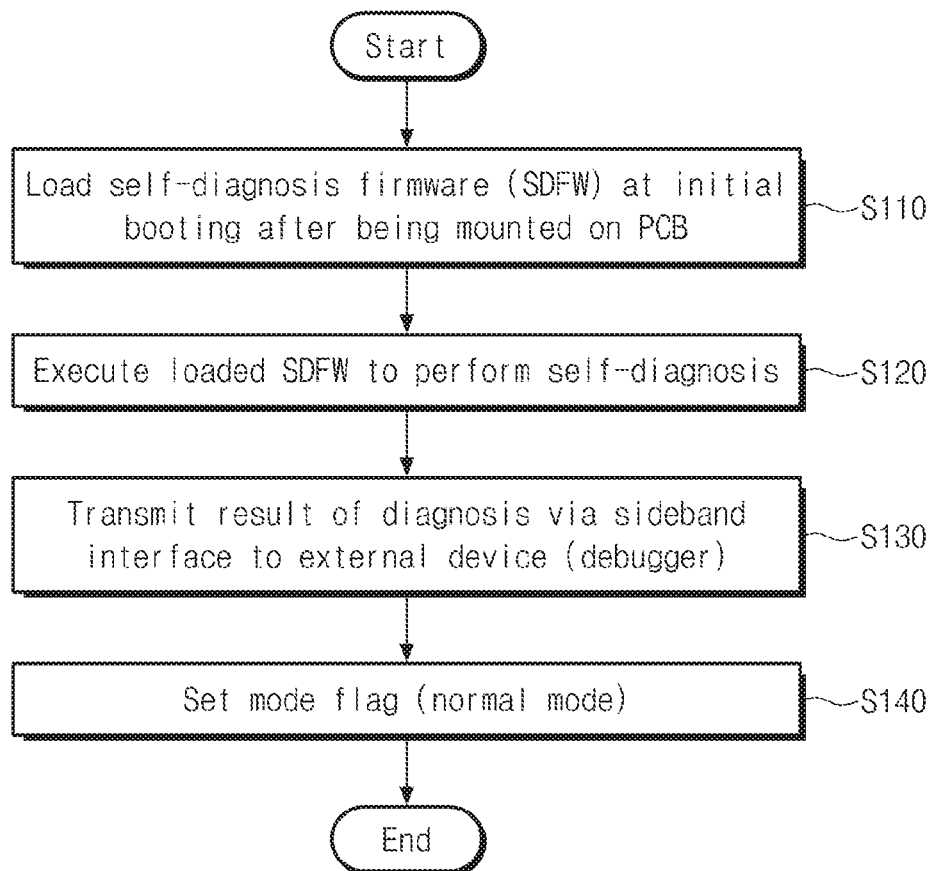 Start
Load self-diagnosis firmware (SDFW) at initial
booting after being mounted on PCB
S110
Execute loaded SDFW to perform self-diagnosis
S120
Transmit result of diagnosis via sideband
interface to external device (debugger)
S130
Set mode flag (normal mode)
S140
End